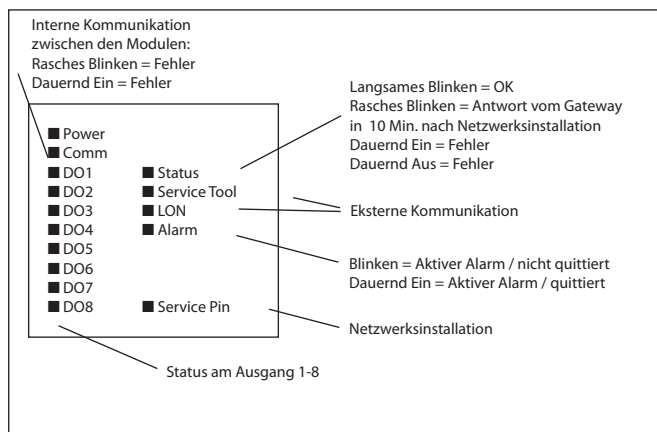 Interne Kommunikation
zwischen den Modulen:
Rasches Blinken = Fehler
Dauernd Ein = Fehler
Langsames Blinken = OK
Rasches Blinken = Antwort vom Gateway
in 10 Min. nach Netzwerksinstallation
Dauernd Ein = Fehler
Dauernd Aus = Fehler
Power
Comm
DO1
DO2
DO3
DO4
DO5
DO6
DO7
DO8
Status
Service Tool
LON
Alarm
Service Pin
Eksterne Kommunikation
Blinken = Aktiver Alarm / nicht quittiert
Dauernd Ein = Aktiver Alarm / quittiert
Netzwerksinstallation
Status am Ausgang 1-8